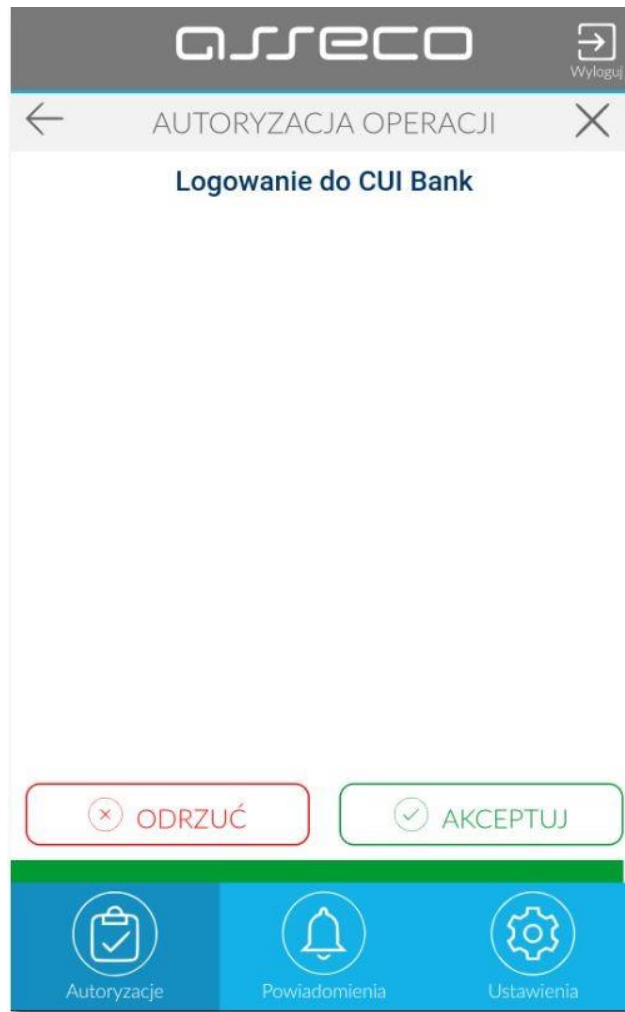 asseco
Wyloguj
AUTORYZACJA OPERACJI
Logowanie do CUI Bank
ODRZUĆ
AKCEPTUJ
Autoryzacje
Powiadomienia
Ustawienia